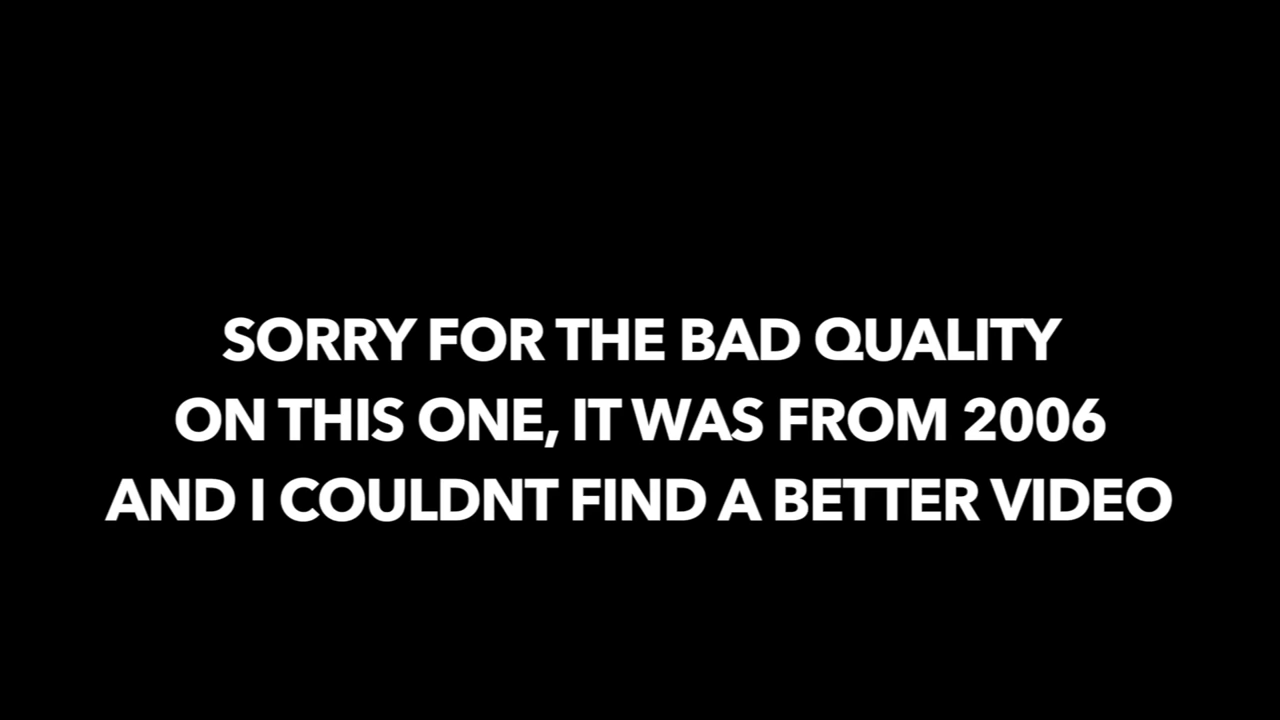 SORRY FOR THE BAD QUALITY
ON THIS ONE, IT WAS FROM 2006
AND I COULDNT FIND A BETTER VIDEO